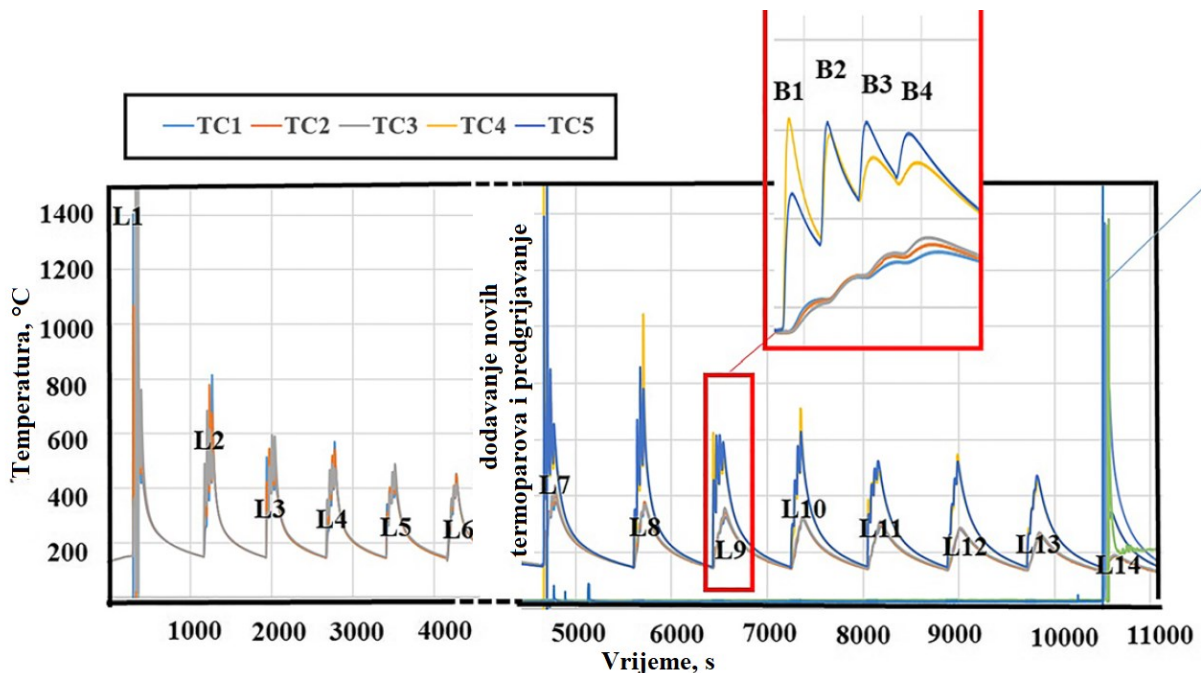 B1 B2 B3 B4
TC1 TC2 TC3 TC4 TC5
Temperatura, °C
1400
1200
1000
800
600
400
200
0
L1
L2
L3
L4
L5
L6
dodavanje novih
termoparova i predgrijavanje
L7
L8
L9
L10
L11
L12
L13
L14
1000 2000 3000 4000 5000 6000 7000 8000 9000 10000 11000
Vrijeme, s